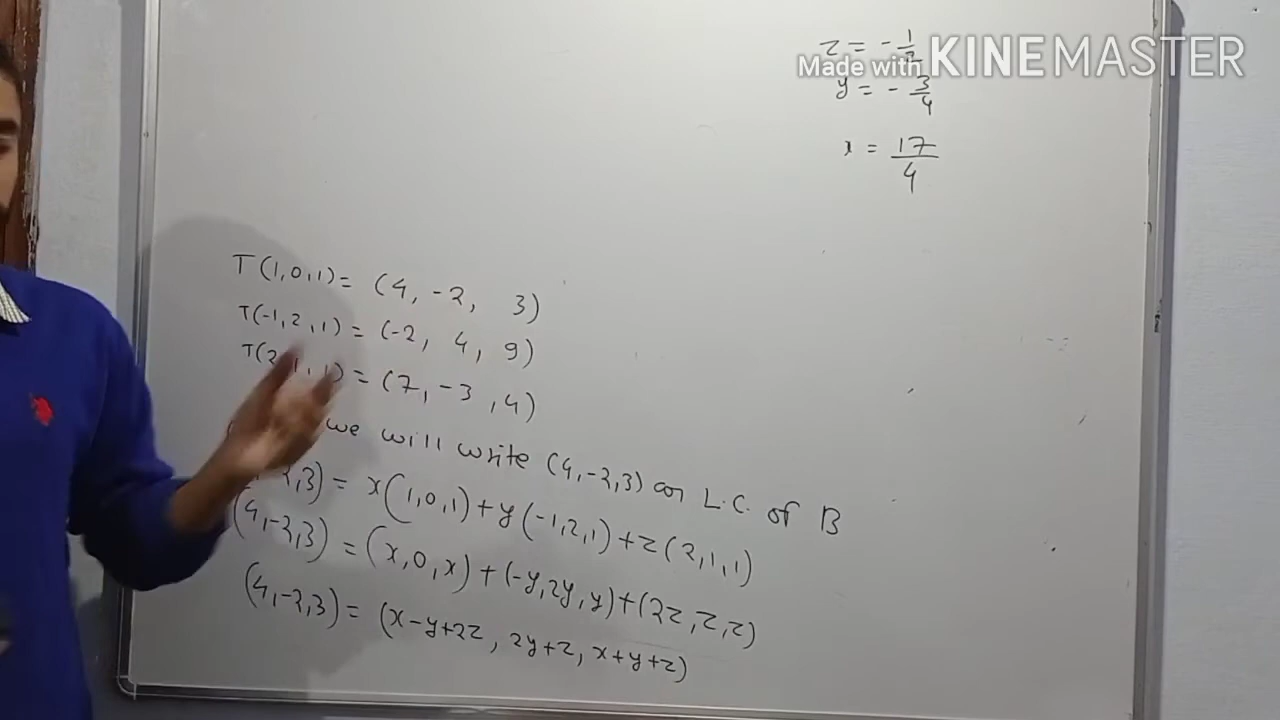 z = - 1/2
Made with KINEMASTER
y = - 3/4
x = 17/4
T(1,0,1) = (4, -2, 3)
T(-1,2,1) = (-2, 4, 9)
T(2,1,1) = (7, -3, 4)
we will write (4,-2,3) as L.C. of B
2,3) = x(1,0,1) + y(-1,2,1) + z(2,1,1)
(4,-2,3) = (x,0,x) + (-y,2y,y) + (2z,z,z)
(4,-2,3) = (x-y+2z, 2y+z, x+y+z)